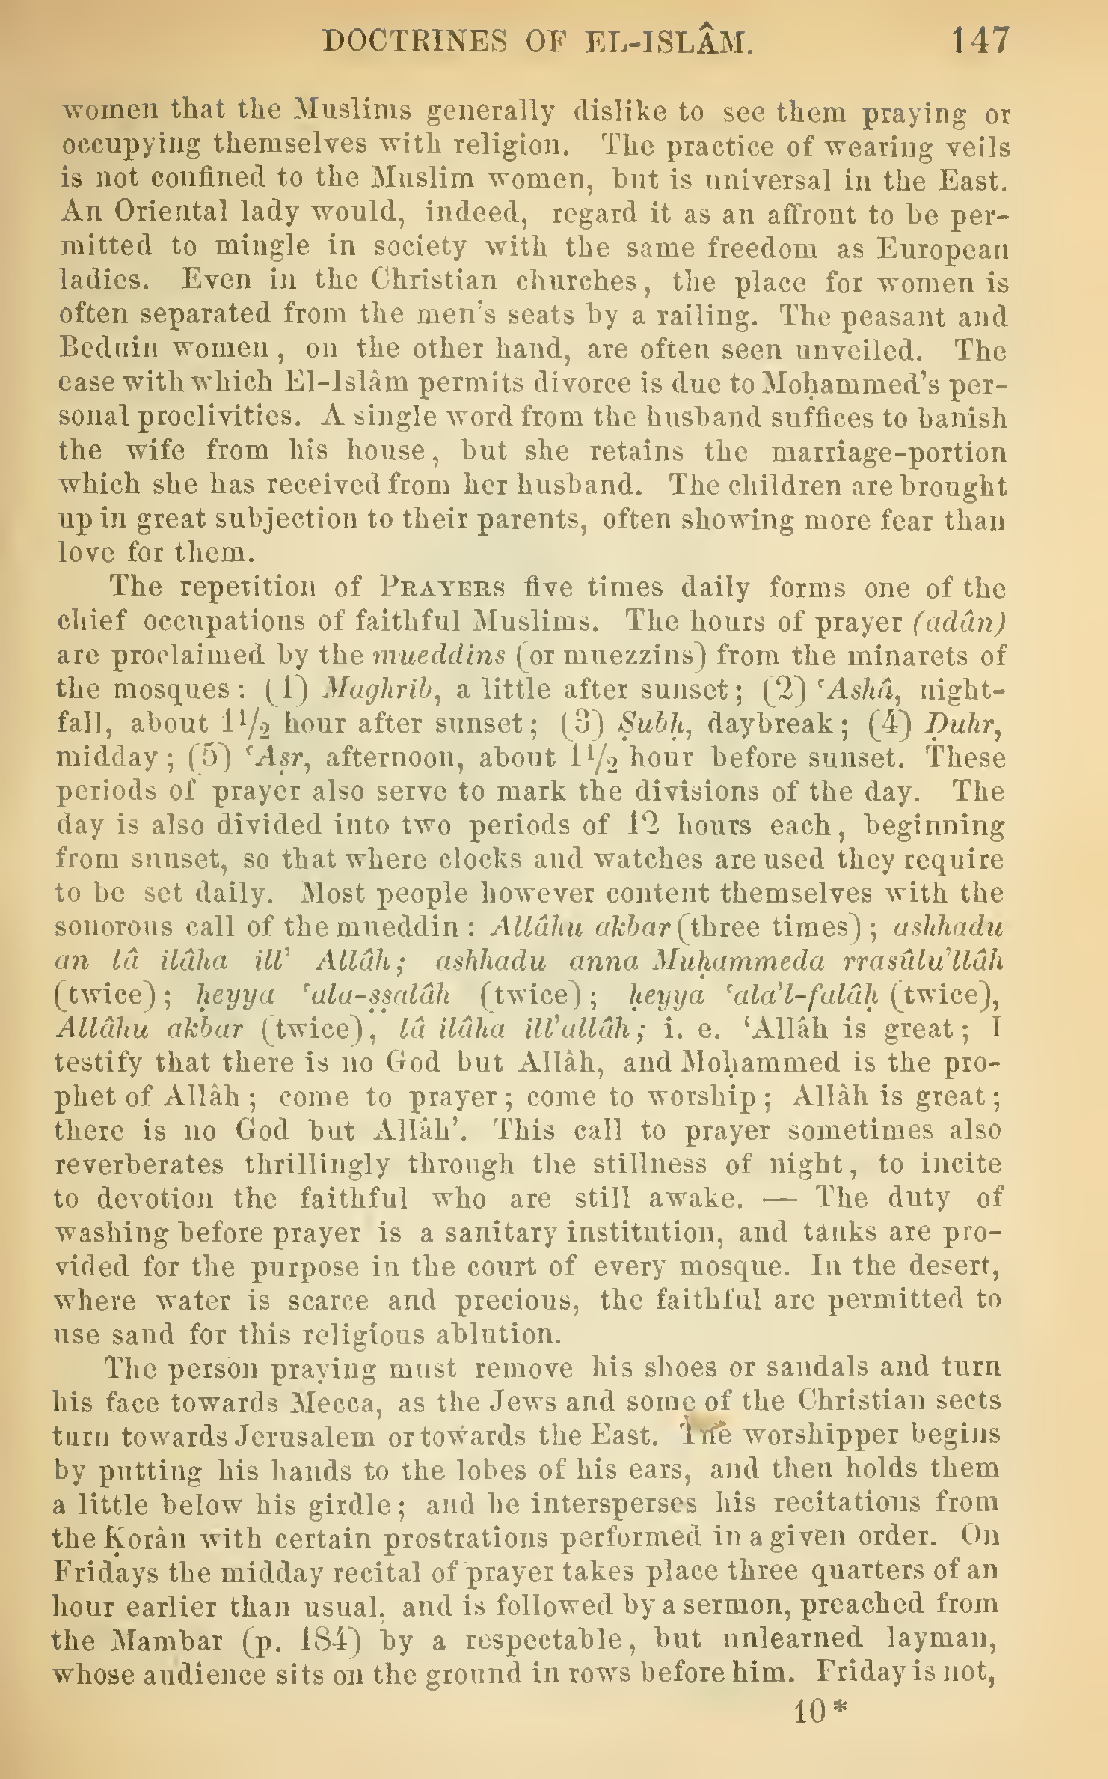 DOCTRINES OF EL-ISLÂM. 147
women that the Muslims generally dislike to see them praying or
occupying themselves with religion. The practice of wearing veils
is not confined to the Muslim women, but is universal in the East.
An Oriental lady would, indeed, regard it as an affront to be per-
mitted to mingle in society with the same freedom as European
ladies. Even in the Christian churches, the place for women is
often separated from the men's seats by a railing. The peasant and
Beduin women, on the other hand, are often seen unveiled. The
ease with which El-Islâm permits divorce is due to Moḥammed's per-
sonal proclivities. A single word from the husband suffices to banish
the wife from his house, but she retains the marriage-portion
which she has received from her husband. The children are brought
up in great subjection to their parents, often showing more fear than
love for them.
The repetition of PRAYERS five times daily forms one of the
chief occupations of faithful Muslims. The hours of prayer (adân)
are proclaimed by the mueddins (or muezzins) from the minarets of
the mosques: (1) Maghrib, a little after sunset; (2) ʿAshâ, night-
fall, about 1½ hour after sunset; (3) Ṣubḥ, daybreak; (4) Ḍuhr,
midday; (5) ʿAṣr, afternoon, about 1½ hour before sunset. These
periods of prayer also serve to mark the divisions of the day. The
day is also divided into two periods of 12 hours each, beginning
from sunset, so that where clocks and watches are used they require
to be set daily. Most people however content themselves with the
sonorous call of the mueddin: Allâhu akbar (three times); ashhadu
an lâ ilâha ill' Allâh; ashhadu anna Muḥammeda rrasûlu'llâh
(twice); ḥeyya ʿala-ṣṣalâh (twice); ḥeyya ʿala'l-falâḥ (twice),
Allâhu akbar (twice), lâ ilâha ill'allâh; i. e. 'Allâh is great; I
testify that there is no God but Allâh, and Moḥammed is the pro-
phet of Allâh; come to prayer; come to worship; Allâh is great;
there is no God but Allâh'. This call to prayer sometimes also
reverberates thrillingly through the stillness of night, to incite
to devotion the faithful who are still awake. — The duty of
washing before prayer is a sanitary institution, and tanks are pro-
vided for the purpose in the court of every mosque. In the desert,
where water is scarce and precious, the faithful are permitted to
use sand for this religious ablution.
The person praying must remove his shoes or sandals and turn
his face towards Mecca, as the Jews and some of the Christian sects
turn towards Jerusalem or towards the East. The worshipper begins
by putting his hands to the lobes of his ears, and then holds them
a little below his girdle; and he intersperses his recitations from
the Ḳorân with certain prostrations performed in a given order. On
Fridays the midday recital of prayer takes place three quarters of an
hour earlier than usual, and is followed by a sermon, preached from
the Mambar (p. 184) by a respectable, but unlearned layman,
whose audience sits on the ground in rows before him. Friday is not,
10*